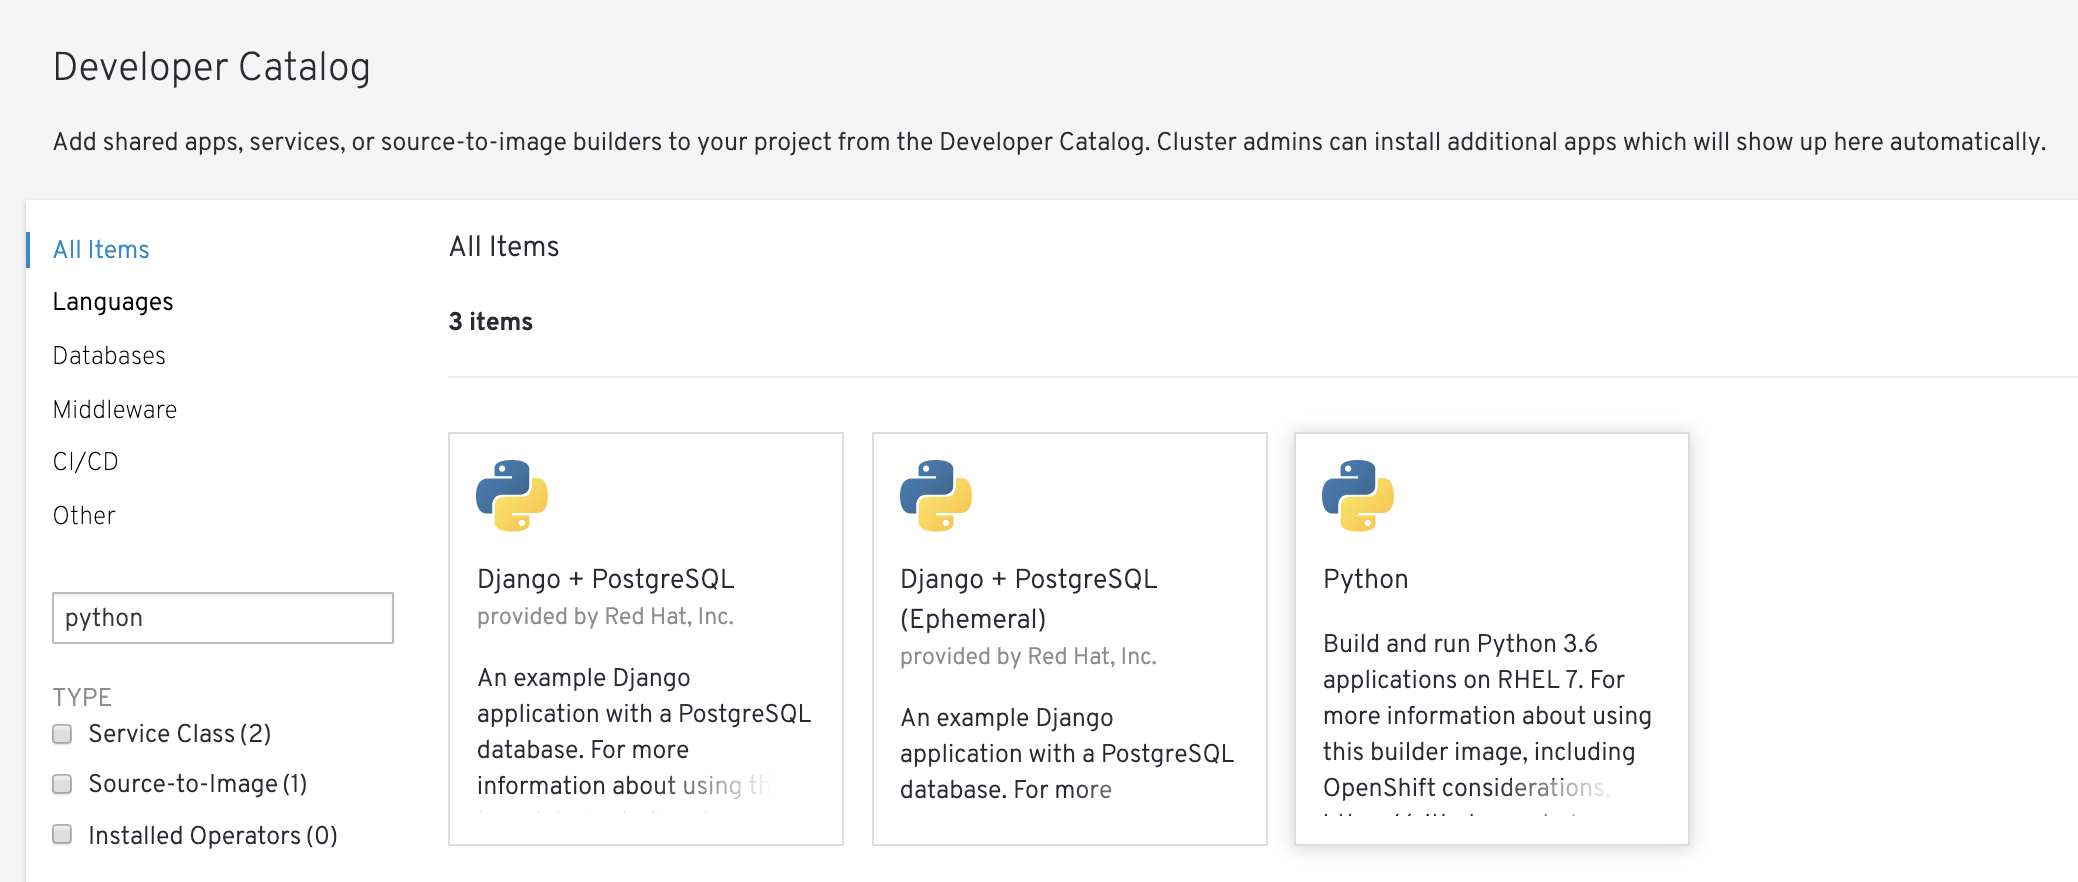 Developer Catalog
Add shared apps, services, or source-to-image builders to your project from the Developer Catalog. Cluster admins can install additional apps which will show up here automatically.
All Items
Languages
Databases
Middleware
CI/CD
Other
python
TYPE
Service Class (2)
Source-to-Image (1)
Installed Operators (0)
All Items
3 items
Django + PostgreSQL
provided by Red Hat, Inc.
An example Django
application with a PostgreSQL
database. For more
information about using
Django + PostgreSQL
(Ephemeral)
provided by Red Hat, Inc.
An example Django
application with a PostgreSQL
database. For more
Python
Build and run Python 3.6
applications on RHEL 7. For
more information about using
this builder image, including
OpenShift considerations,